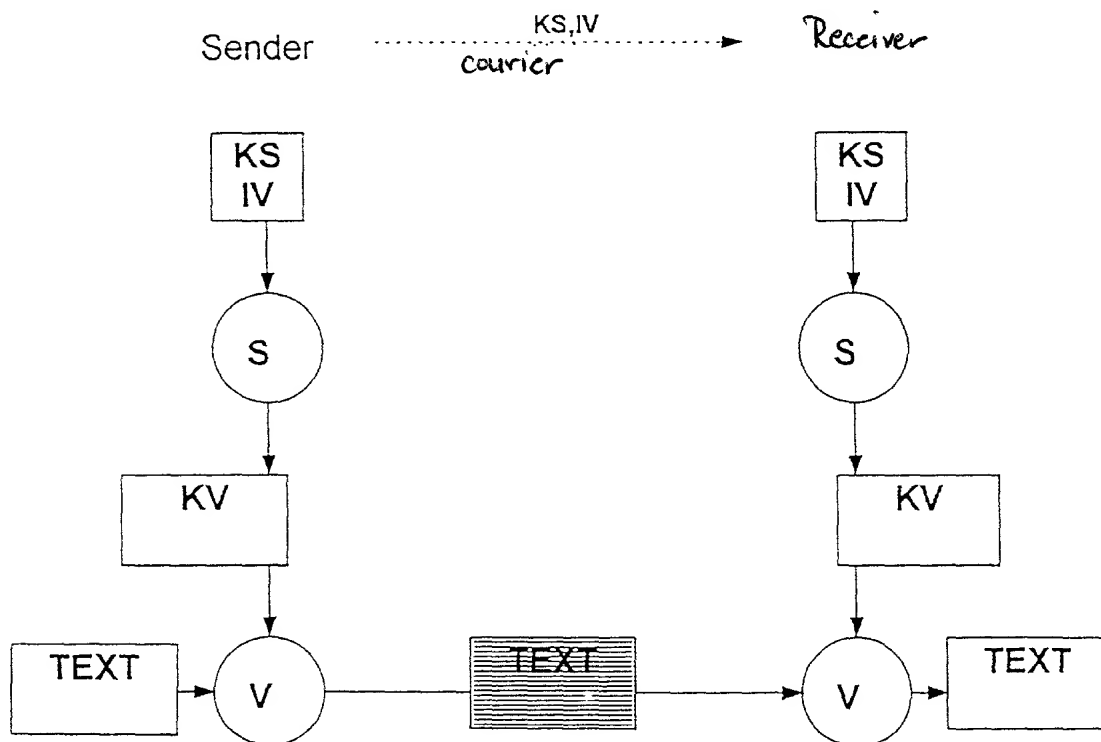 Sender
KS,IV
courier
Receiver
KS
IV
KS
IV
S
S
KV
KV
TEXT
V
TEXT
V
TEXT